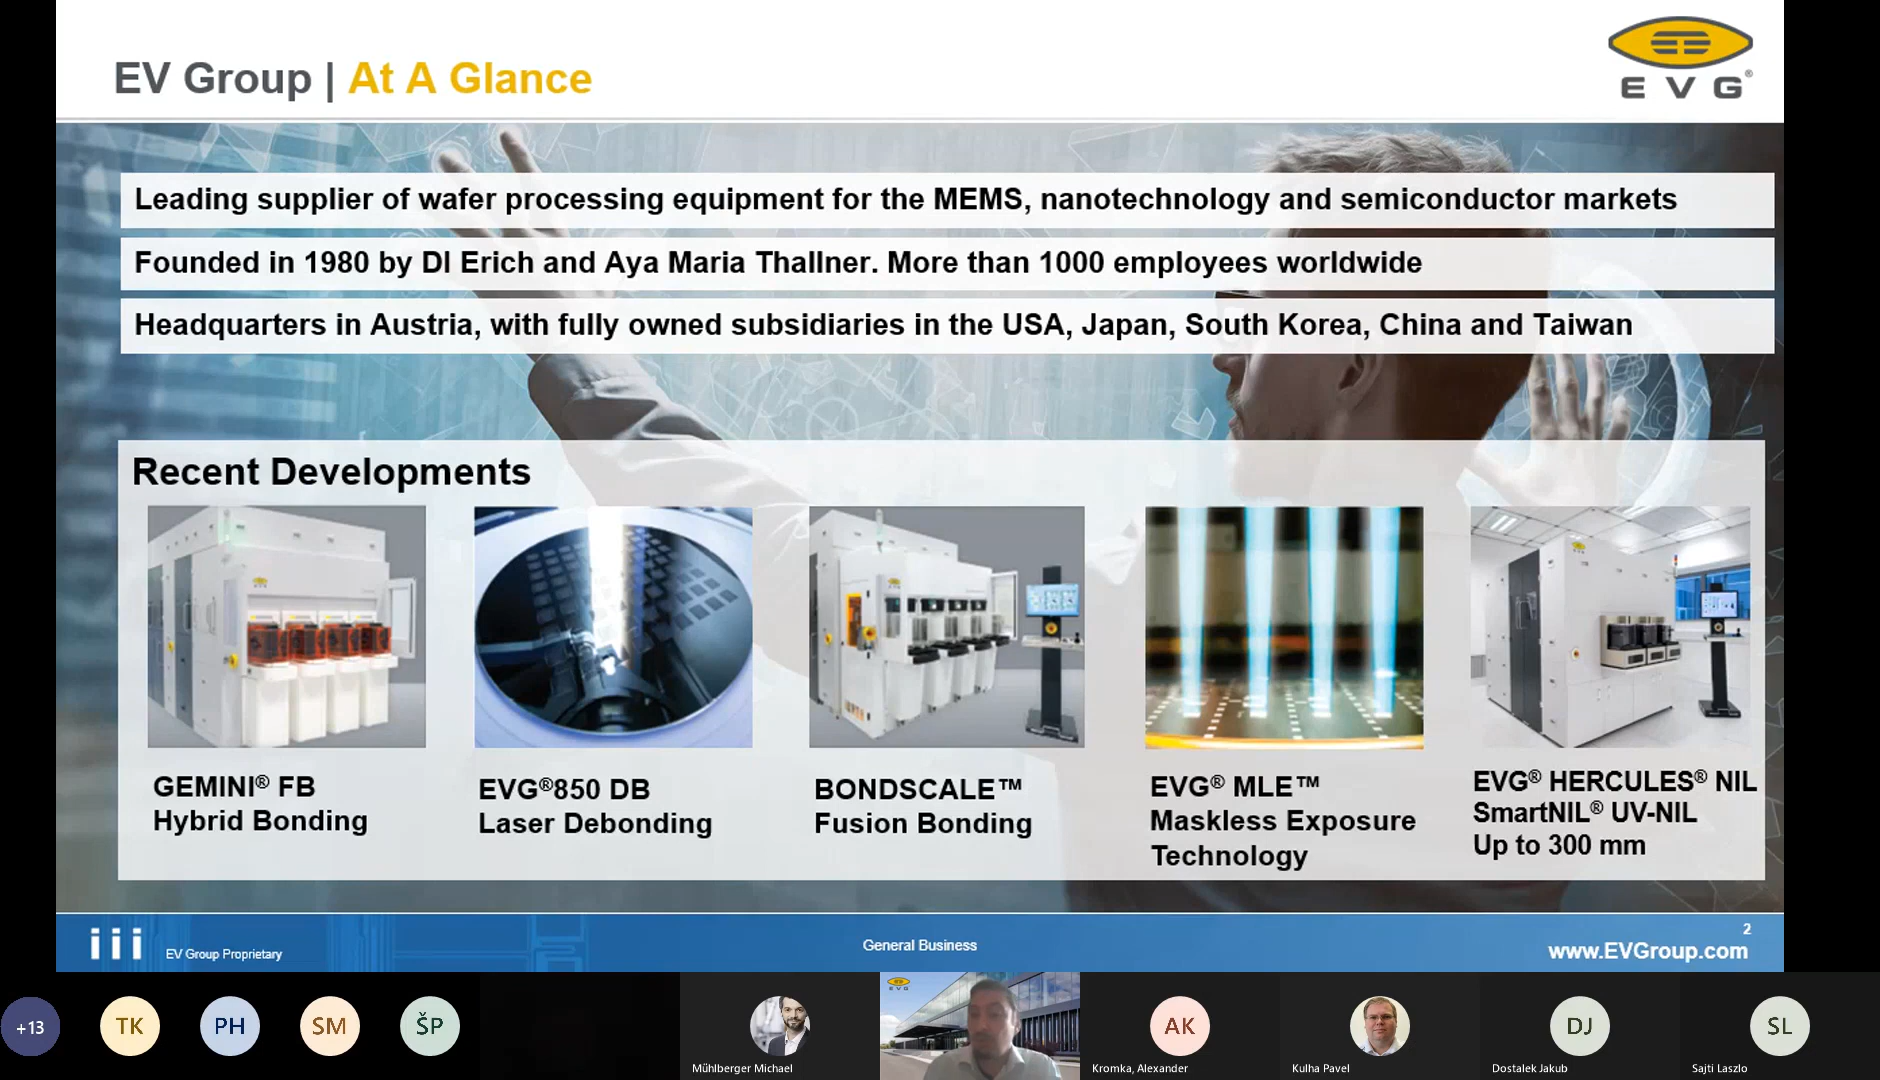 EV Group | At A Glance
EVG®
Leading supplier of wafer processing equipment for the MEMS, nanotechnology and semiconductor markets
Founded in 1980 by DI Erich and Aya Maria Thallner. More than 1000 employees worldwide
Headquarters in Austria, with fully owned subsidiaries in the USA, Japan, South Korea, China and Taiwan
Recent Developments
GEMINI® FB
Hybrid Bonding
EVG®850 DB
Laser Debonding
BONDSCALE™
Fusion Bonding
EVG® MLE™
Maskless Exposure
Technology
EVG® HERCULES® NIL
SmartNIL® UV-NIL
Up to 300 mm
iii
EV Group Proprietary
General Business
2
www.EVGroup.com
+13
TK
PH
SM
ŠP
Mühlberger Michael
EVG
AK
Kromka, Alexander
Kulha Pavel
DJ
Dostalek Jakub
SL
Sajti Laszlo